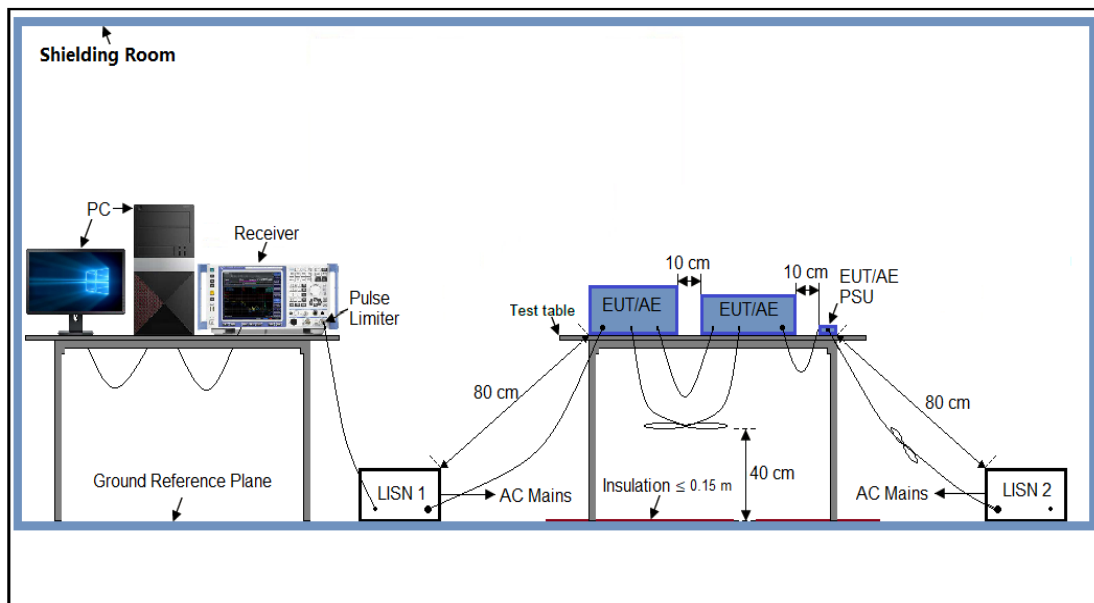 Shielding Room
PC
Receiver
Pulse
Limiter
10 cm
10 cm
EUT/AE
PSU
EUT/AE
EUT/AE
Test table
80 cm
80 cm
40 cm
Ground Reference Plane
LISN 1
AC Mains
Insulation ≤ 0.15 m
AC Mains
LISN 2